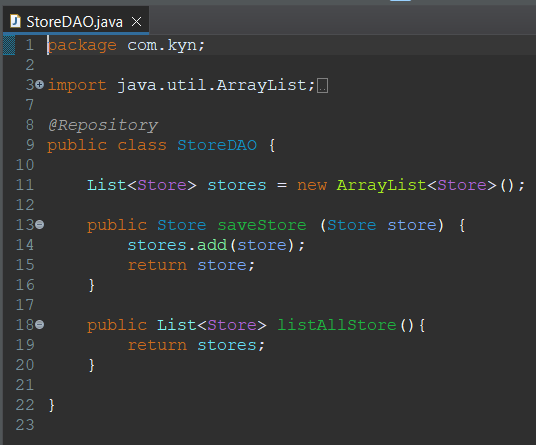 StoreDAO.java
1 package com.kyn;
2
3 import java.util.ArrayList;
7
8 @Repository
9 public class StoreDAO {
10
11 List<Store> stores = new ArrayList<Store>();
12
13 public Store saveStore (Store store) {
14 stores.add(store);
15 return store;
16 }
17
18 public List<Store> listAllStore(){
19 return stores;
20 }
21
22 }
23